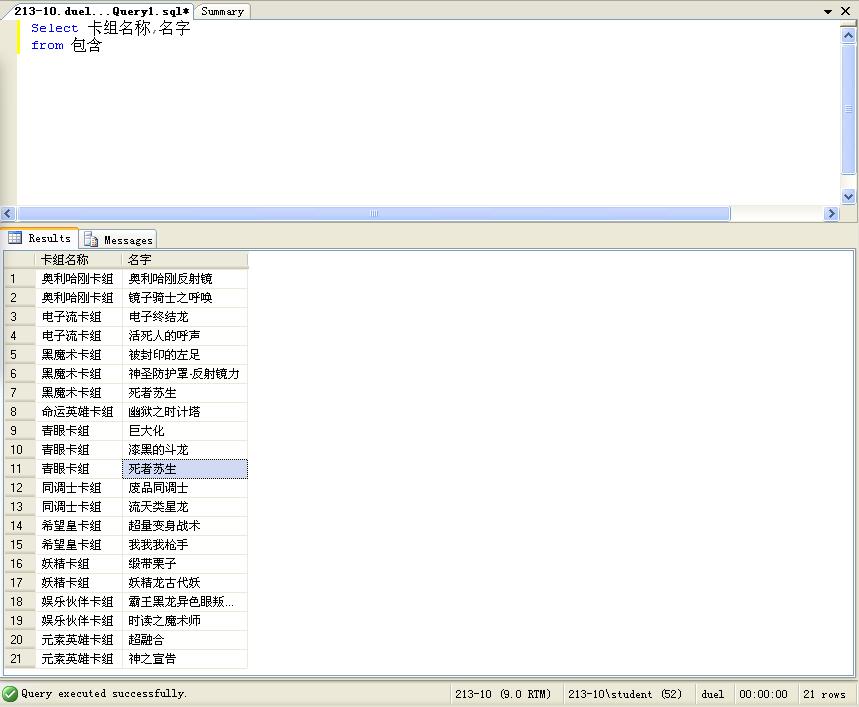 213-10.duel...Query1.sql* Summary
Select 卡组名称,名字
from 包含
Results Messages
卡组名称 名字
1 奥利哈刚卡组 奥利哈刚反射镜
2 奥利哈刚卡组 镜子骑士之呼唤
3 电子流卡组 电子终结龙
4 电子流卡组 活死人的呼声
5 黑魔术卡组 被封印的左足
6 黑魔术卡组 神圣防护罩-反射镜力
7 黑魔术卡组 死者苏生
8 命运英雄卡组 幽狱之时计塔
9 青眼卡组 巨大化
10 青眼卡组 漆黑的斗龙
11 青眼卡组 死者苏生
12 同调士卡组 废品同调士
13 同调士卡组 流天类星龙
14 希望皇卡组 超量变身战术
15 希望皇卡组 我我我枪手
16 妖精卡组 缎带栗子
17 妖精卡组 妖精龙古代妖
18 娱乐伙伴卡组 霸王黑龙异色眼叛...
19 娱乐伙伴卡组 时读之魔术师
20 元素英雄卡组 超融合
21 元素英雄卡组 神之宣告
Query executed successfully. 213-10 (9.0 RTM) 213-10\student (52) duel 00:00:00 21 rows